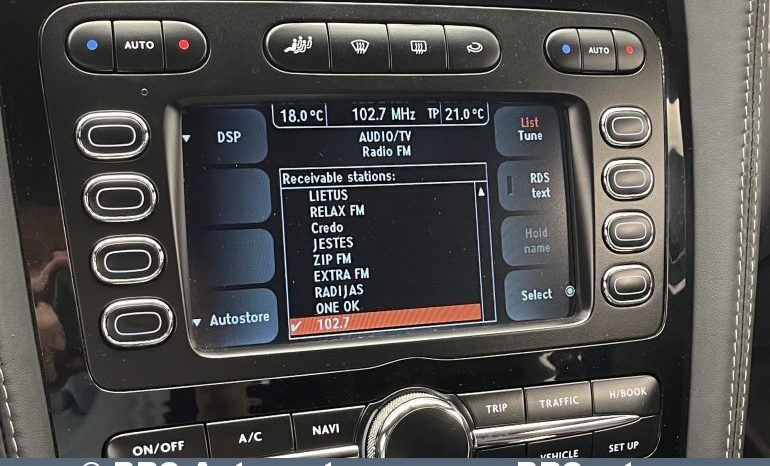 AUTO
AUTO
18.0 °C 102.7 MHz TP 21.0 °C
AUDIO/TV
Radio FM
DSP
List
Tune
Receivable stations:
LIETUS
RELAX FM
Credo
JESTES
ZIP FM
EXTRA FM
RADIJAS
ONE OK
✓ 102.7
RDS
text
Hold
name
Select
Autostore
ON/OFF
A/C
NAVI
TRIP
TRAFFIC
H/BOOK
VEHICLE
SET UP